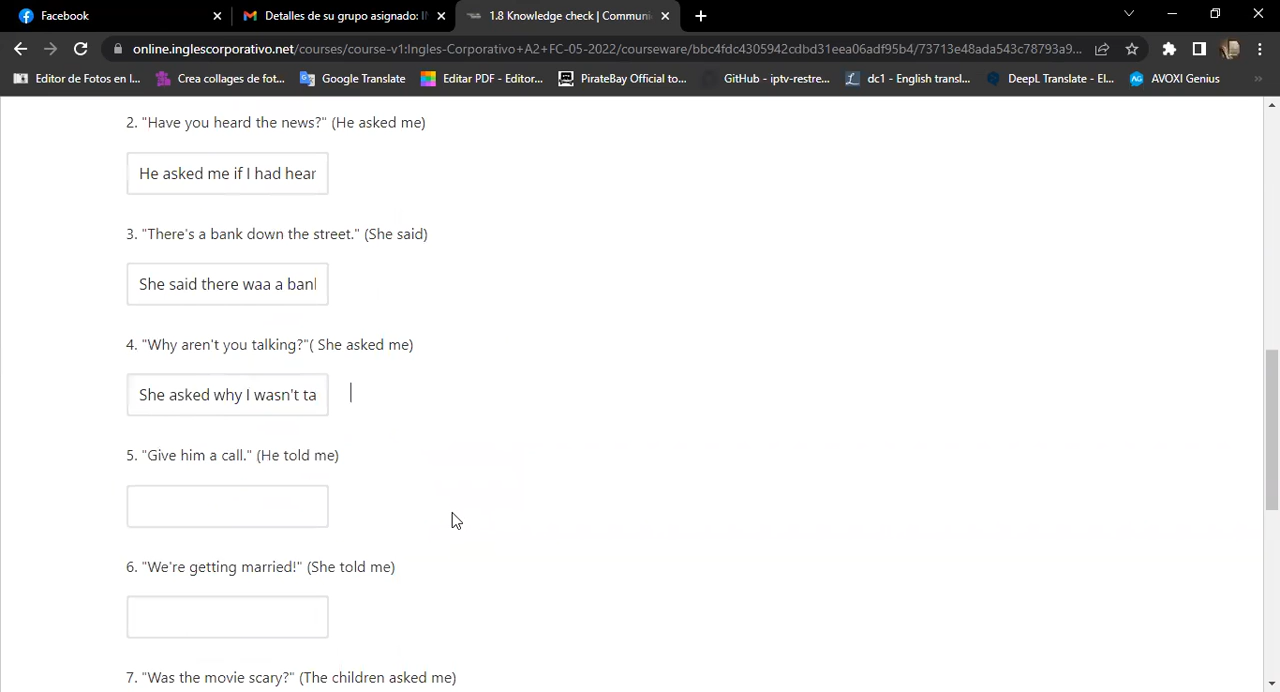 Facebook
Detalles de su grupo asignado:
1.8 Knowledge check | Communi
online.inglescorporativo.net/courses/course-v1:Ingles-Corporativo+A2+FC-05-2022/courseware/bbc4fdc4305942cdbd31eea06adf95b4/73713e48ada543c78793a9...
Editor de Fotos en l...
Crea collages de fot...
Google Translate
Editar PDF - Editor...
PirateBay Official to...
GitHub - iptv-restre...
dc1 - English transl...
DeepL Translate - El...
AVOXI Genius
2. "Have you heard the news?" (He asked me)
He asked me if I had hear
3. "There's a bank down the street." (She said)
She said there waa a ban
4. "Why aren't you talking?"( She asked me)
She asked why I wasn't ta
5. "Give him a call." (He told me)
6. "We're getting married!" (She told me)
7. "Was the movie scary?" (The children asked me)